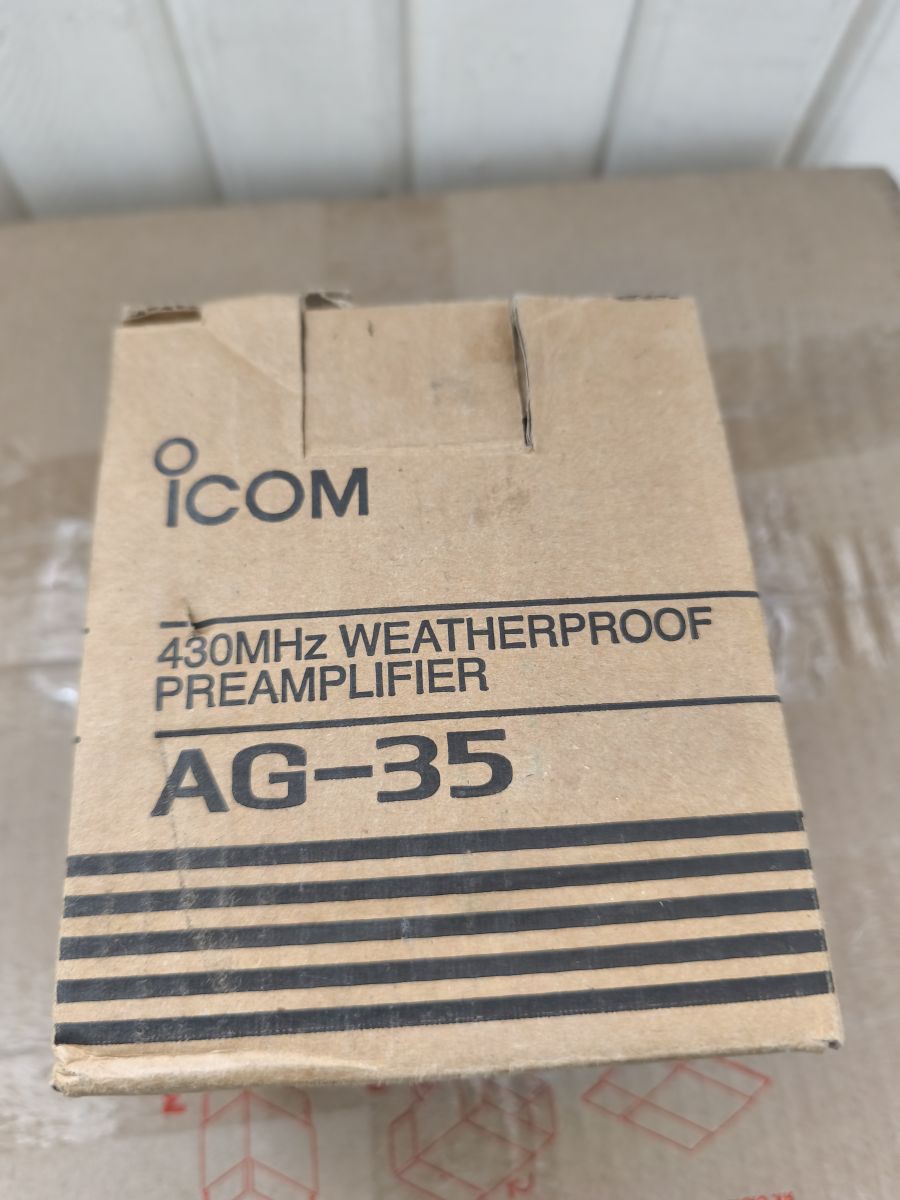 ICOM
430MHz WEATHERPROOF
PREAMPLIFIER
AG-35